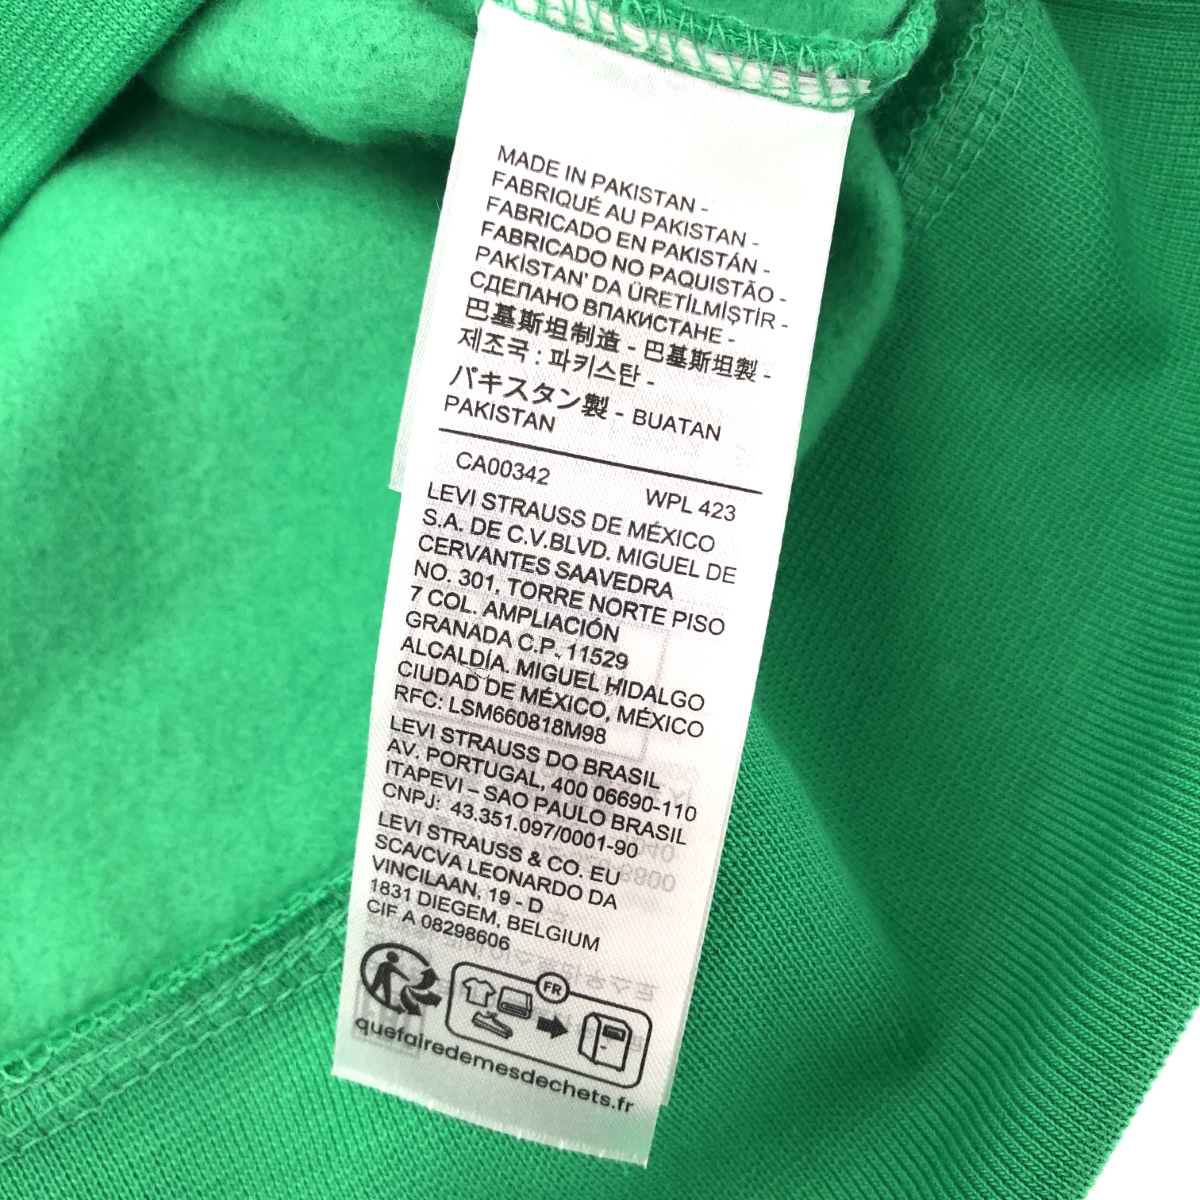 MADE IN PAKISTAN -
FABRIQUÉ AU PAKISTAN -
FABRICADO EN PAKISTÁN -
FABRICADO NO PAQUISTÃO -
PAKİSTAN' DA ÜRETİLMİŞTİR -
СДЕЛАНО ВПАКИСТАНЕ -
巴基斯坦制造 - 巴基斯坦製 -
제조국 : 파키스탄 -
パキスタン製 - BUATAN
PAKISTAN
CA00342 WPL 423
LEVI STRAUSS DE MÉXICO
S.A. DE C.V.BLVD. MIGUEL DE
CERVANTES SAAVEDRA
NO. 301, TORRE NORTE PISO
7 COL. AMPLIACIÓN
GRANADA C.P. 11529
ALCALDÍA. MIGUEL HIDALGO
CIUDAD DE MÉXICO, MÉXICO
RFC: LSM660818M98
LEVI STRAUSS DO BRASIL
AV. PORTUGAL, 400 06690-110
ITAPEVI – SAO PAULO BRASIL
CNPJ: 43.351.097/0001-90
LEVI STRAUSS & CO. EU
SCA/CVA LEONARDO DA
VINCILAAN, 19 - D
1831 DIEGEM, BELGIUM
CIF A 08298606
FR
quefairedemesdechets.fr